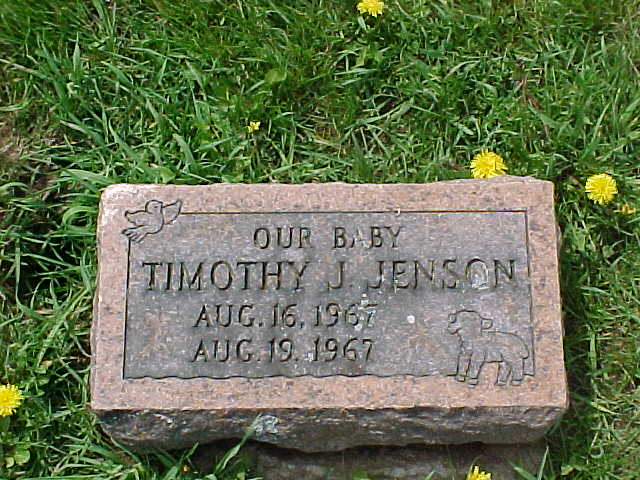 OUR BABY
TIMOTHY J. JENSON
AUG. 16, 1967
AUG. 19. 1967